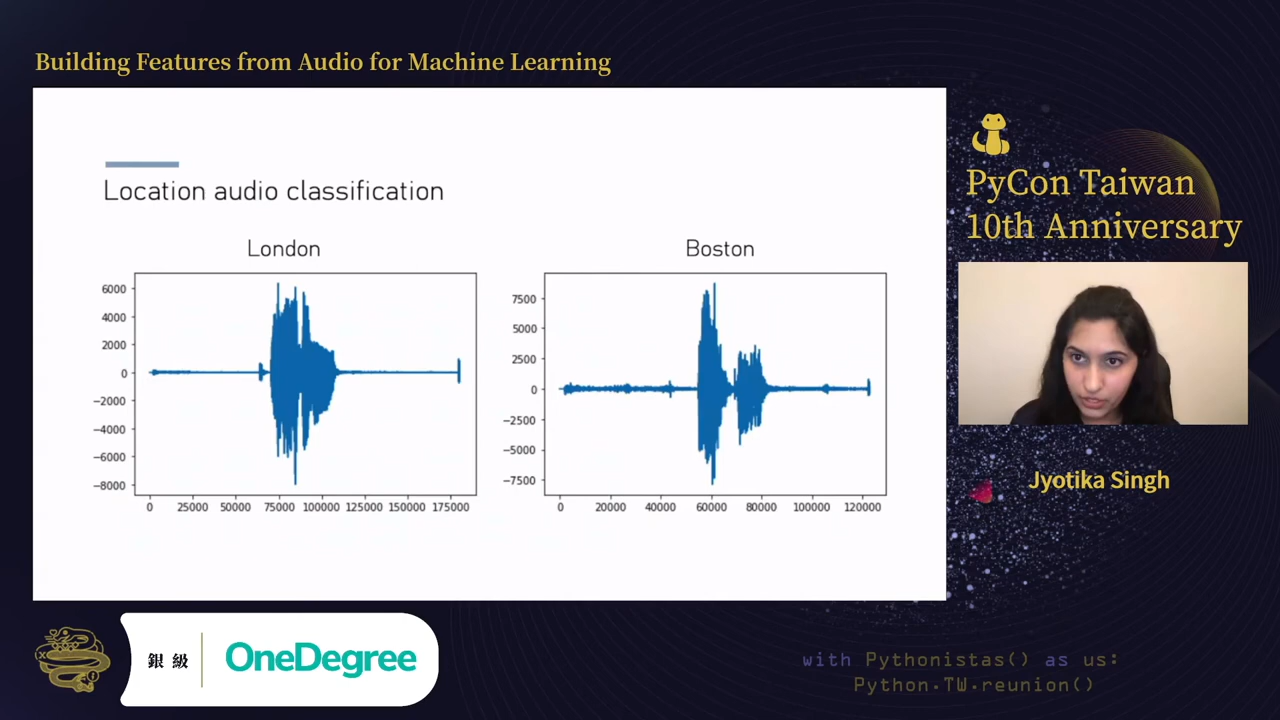 Building Features from Audio for Machine Learning
Location audio classification
London
Boston
6000
4000
2000
0
−2000
−4000
−6000
−8000
0 25000 50000 75000 100000 125000 150000 175000
7500
5000
2500
0
−2500
−5000
−7500
0 20000 40000 60000 80000 100000 120000
PyCon Taiwan
10th Anniversary
Jyotika Singh
銀 級
OneDegree
with Pythonistas() as us:
Python.TW.reunion()